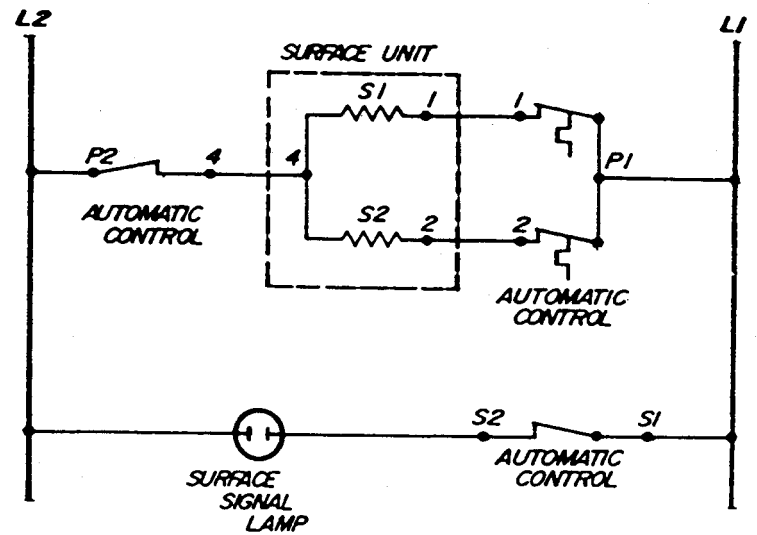 L2
L1
SURFACE UNIT
S1
1
1
P2
4
4
P1
AUTOMATIC
CONTROL
S2
2
2
AUTOMATIC
CONTROL
S2
S1
AUTOMATIC
CONTROL
SURFACE
SIGNAL
LAMP